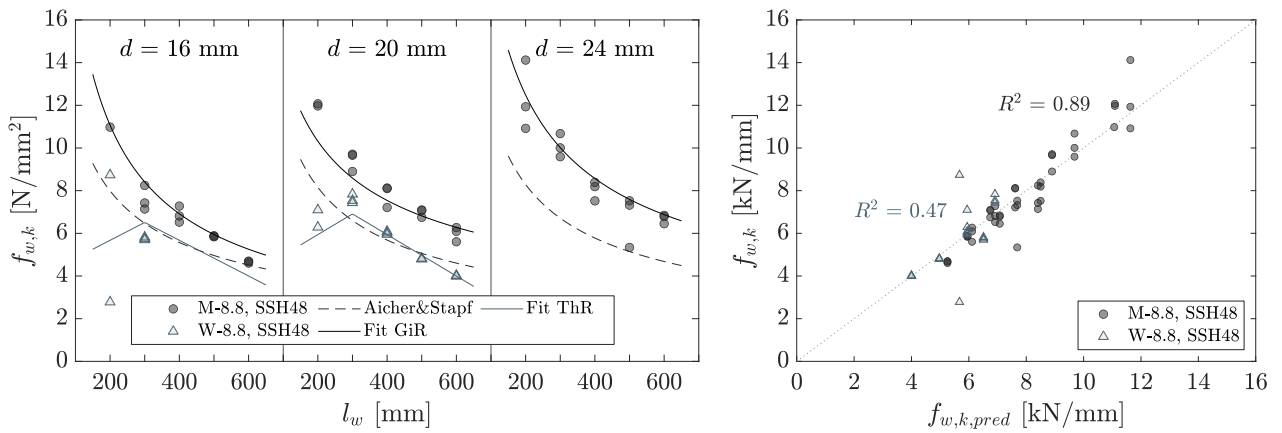 16
14
12
10
8
6
4
2
0
f_{w,k} [N/mm²]
d = 16 mm
d = 20 mm
d = 24 mm
M-8.8, SSH48
Aicher&Stapf
Fit ThR
W-8.8, SSH48
Fit GiR
200 400 600 200 400 600 200 400 600
l_w [mm]
16
14
12
10
8
6
4
2
0
f_{w,k} [kN/mm]
R² = 0.89
R² = 0.47
M-8.8, SSH48
W-8.8, SSH48
0 2 4 6 8 10 12 14 16
f_{w,k,pred} [kN/mm]